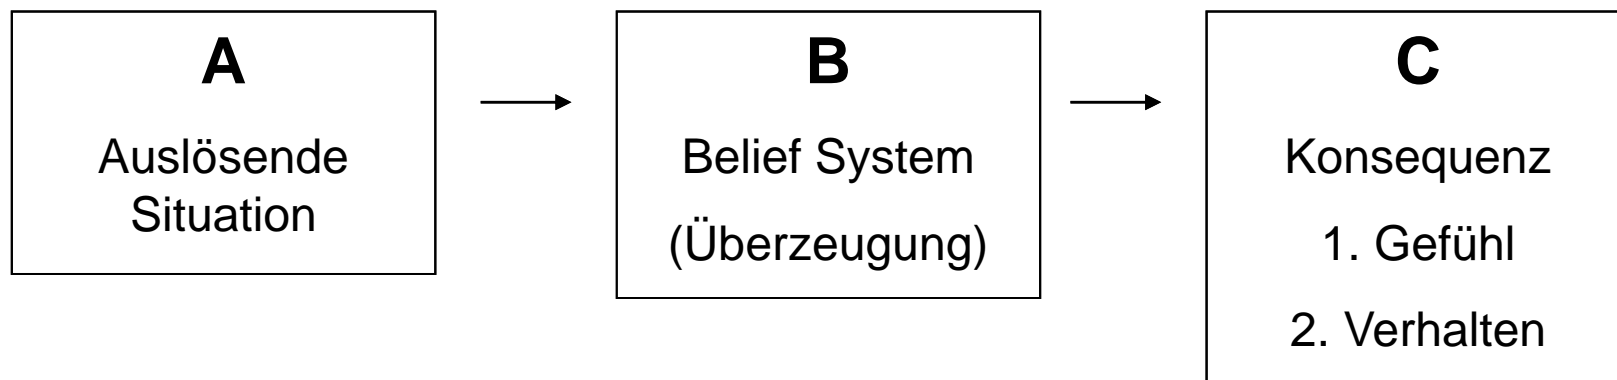 A
Auslösende
Situation
B
Belief System
(Überzeugung)
C
Konsequenz
1. Gefühl
2. Verhalten